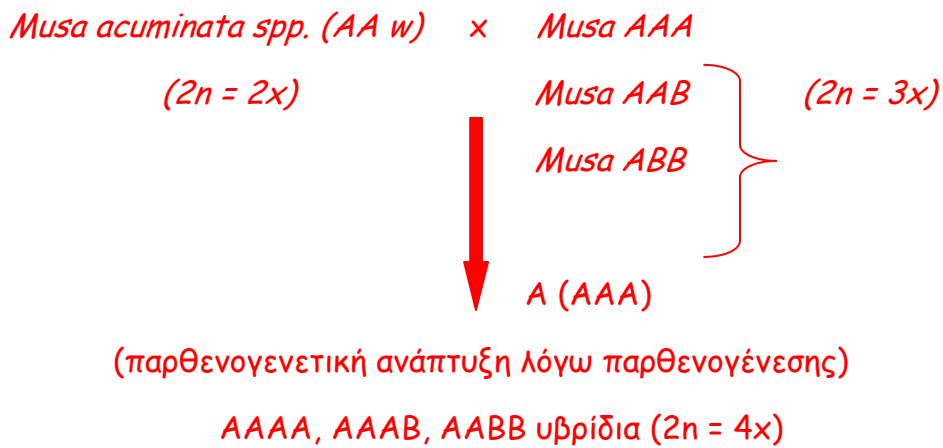 Musa acuminata spp. (AA w) x Musa AAA
(2n = 2x) Musa AAB (2n = 3x)
Musa ABB
A (AAA)
(παρθενογενετική ανάπτυξη λόγω παρθενογένεσης)
AAAA, AAAB, AABB υβρίδια (2n = 4x)